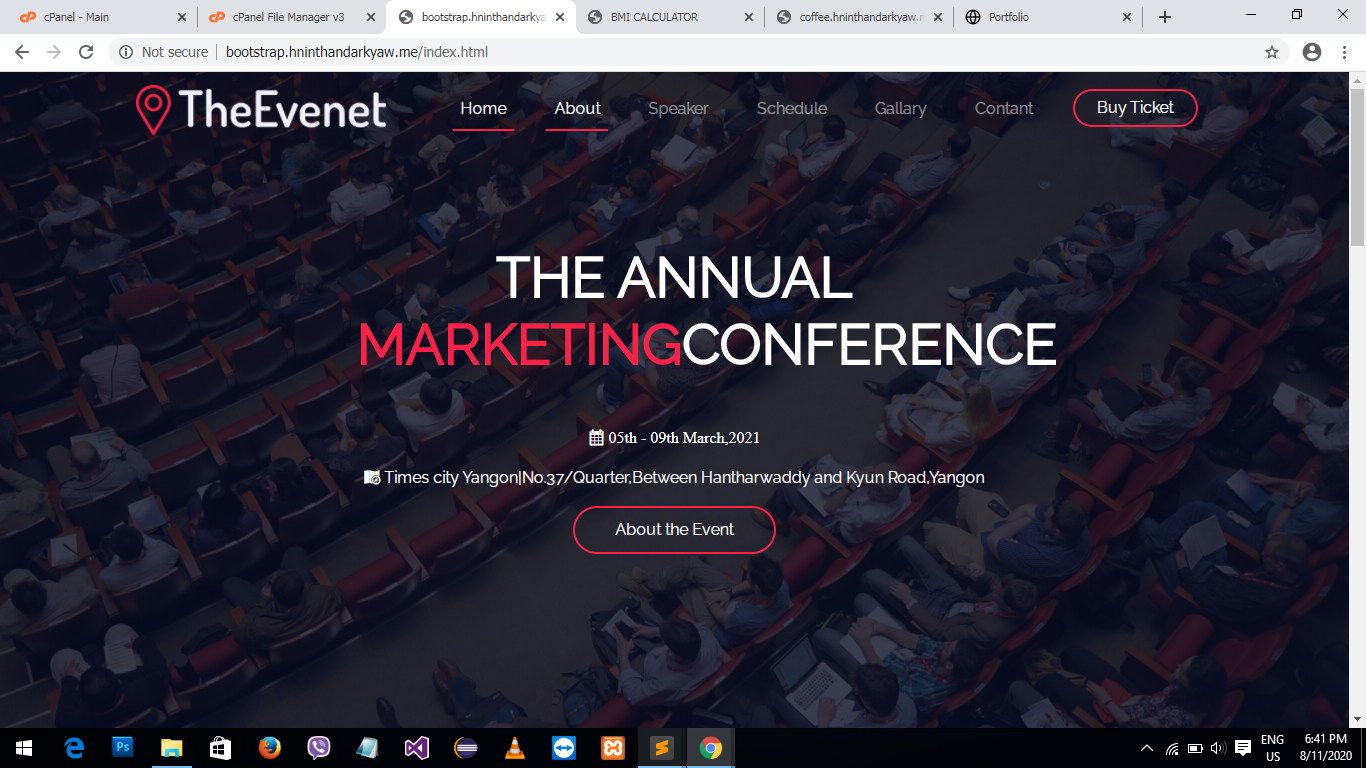 cPanel - Main
cPanel File Manager v3
bootstrap.hninthandarkya
BMI CALCULATOR
coffee.hninthandarkyaw.m
Portfolio
Not secure
bootstrap.hninthandarkyaw.me/index.html
TheEvenet
Home
About
Speaker
Schedule
Gallary
Contant
Buy Ticket
THE ANNUAL
MARKETINGCONFERENCE
05th - 09th March,2021
Times city Yangon|No.37/Quarter,Between Hantharwaddy and Kyun Road,Yangon
About the Event
Ps
ENG
US
6:41 PM
8/11/2020